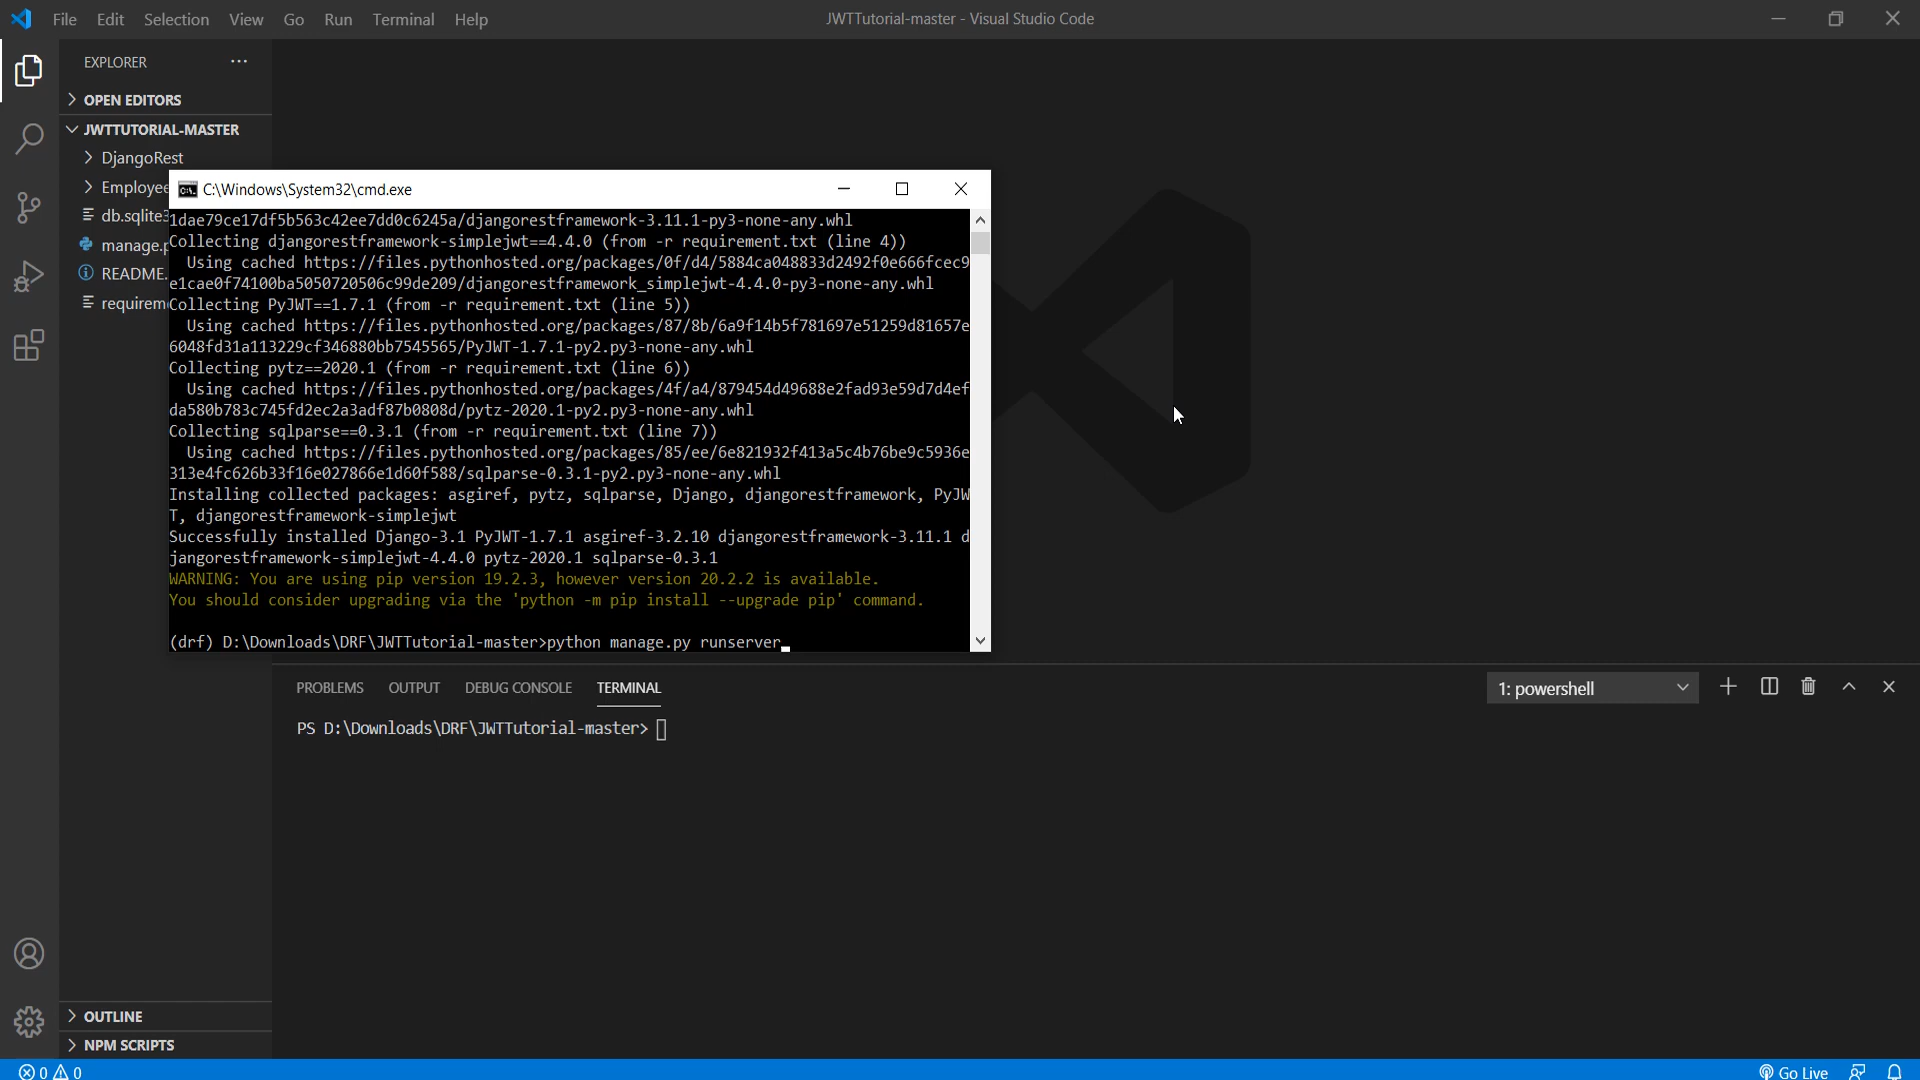 File Edit Selection View Go Run Terminal Help
JWTTutorial-master - Visual Studio Code
EXPLORER
OPEN EDITORS
JWTTUTORIAL-MASTER
DjangoRest
Employee
db.sqlite3
manage.p
README.
requirem
C:\Windows\System32\cmd.exe
1dae79ce17df5b563c42ee7dd0c6245a/djangorestframework-3.11.1-py3-none-any.whl
Collecting djangorestframework-simplejwt==4.4.0 (from -r requirement.txt (line 4))
Using cached https://files.pythonhosted.org/packages/0f/d4/5884ca048833d2492f0e666fcec9
e1cae0f74100ba5050720506c99de209/djangorestframework_simplejwt-4.4.0-py3-none-any.whl
Collecting PyJWT==1.7.1 (from -r requirement.txt (line 5))
Using cached https://files.pythonhosted.org/packages/87/8b/6a9f14b5f781697e51259d81657e
6048fd31a113229cf346880bb7545565/PyJWT-1.7.1-py2.py3-none-any.whl
Collecting pytz==2020.1 (from -r requirement.txt (line 6))
Using cached https://files.pythonhosted.org/packages/4f/a4/879454d49688e2fad93e59d7d4ef
da580b783c745fd2ec2a3adf87b0808d/pytz-2020.1-py2.py3-none-any.whl
Collecting sqlparse==0.3.1 (from -r requirement.txt (line 7))
Using cached https://files.pythonhosted.org/packages/85/ee/6e821932f413a5c4b76be9c5936e
313e4fc626b33f16e027866e1d60f588/sqlparse-0.3.1-py2.py3-none-any.whl
Installing collected packages: asgiref, pytz, sqlparse, Django, djangorestframework, PyJW
T, djangorestframework-simplejwt
Successfully installed Django-3.1 PyJWT-1.7.1 asgiref-3.2.10 djangorestframework-3.11.1 d
jangorestframework-simplejwt-4.4.0 pytz-2020.1 sqlparse-0.3.1
WARNING: You are using pip version 19.2.3, however version 20.2.2 is available.
You should consider upgrading via the 'python -m pip install --upgrade pip' command.
(drf) D:\Downloads\DRF\JWTTutorial-master>python manage.py runserver
PROBLEMS OUTPUT DEBUG CONSOLE TERMINAL
1: powershell
PS D:\Downloads\DRF\JWTTutorial-master>
OUTLINE
NPM SCRIPTS
0 0
Go Live